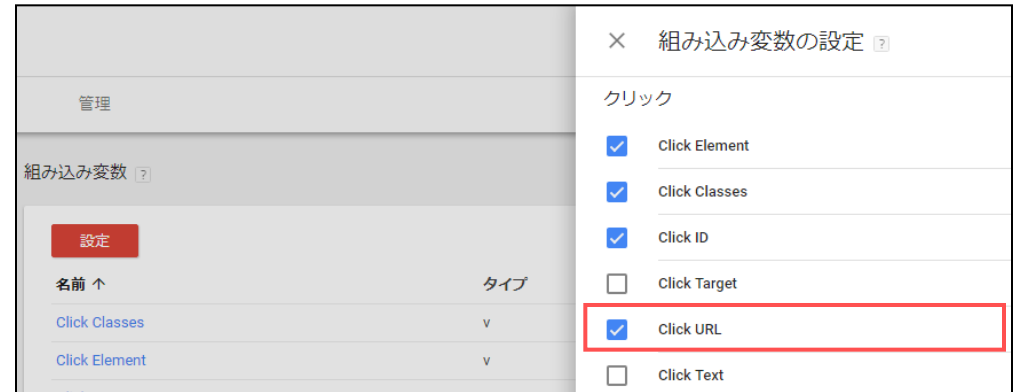 管理
組み込み変数 ?
設定
名前 ↑ タイプ
Click Classes v
Click Element v
× 組み込み変数の設定 ?
クリック
Click Element
Click Classes
Click ID
Click Target
Click URL
Click Text